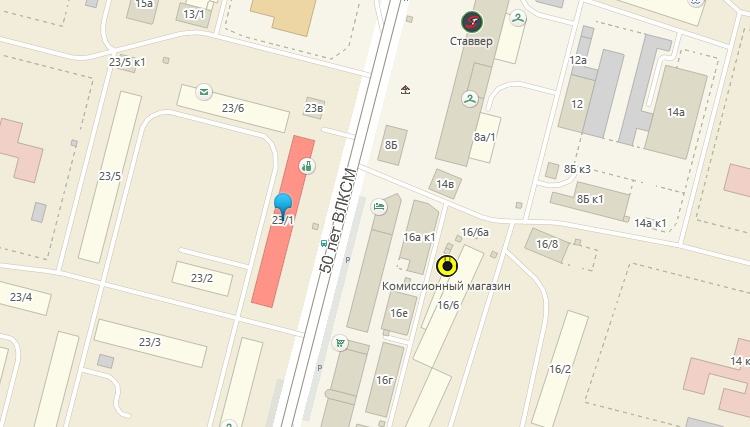 15а
13/1
Ставвер
23/5 к1
12а
23/6
23в
12
14а
8Б
8а/1
23/5
8Б к3
14в
8Б к1
50 лет ВЛКСМ
23/1
14а к1
16а к1
16/6а
16/8
23/2
Комиссионный магазин
23/4
16/6
16е
23/3
Р
Р
16г
16/2
14 к